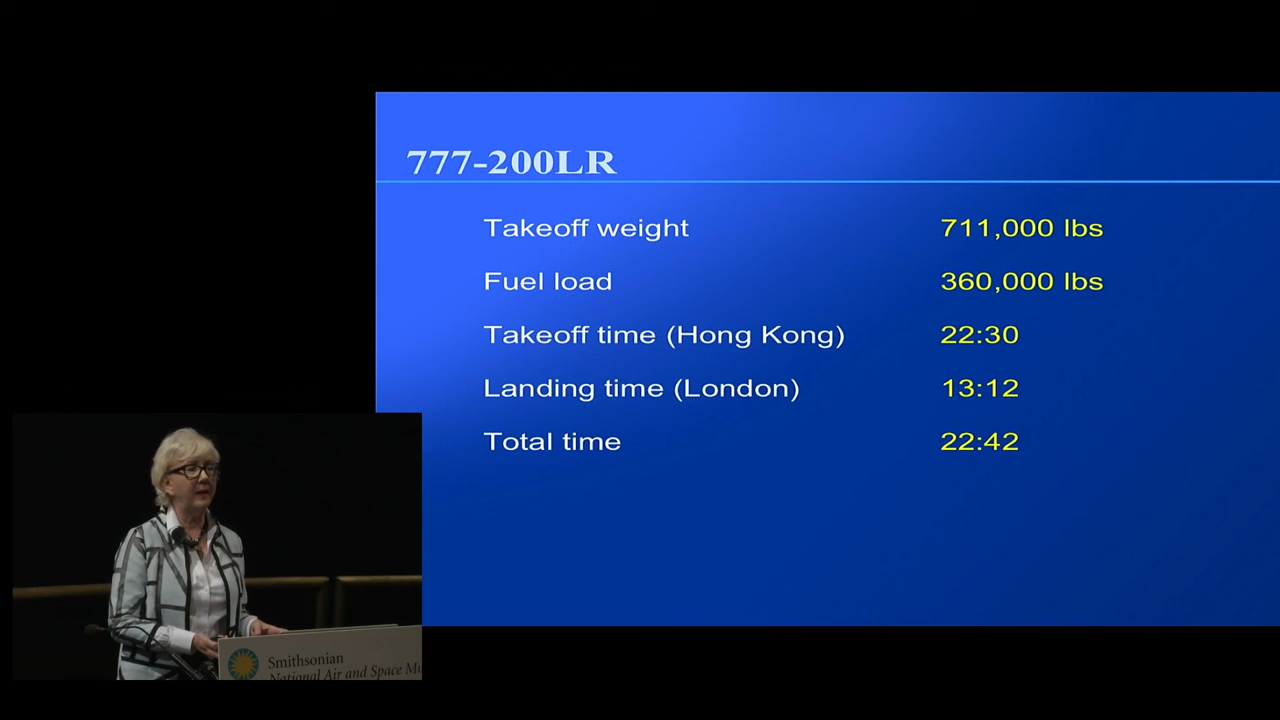 777-200LR
Takeoff weight 711,000 lbs
Fuel load 360,000 lbs
Takeoff time (Hong Kong) 22:30
Landing time (London) 13:12
Total time 22:42
Smithsonian
National Air and Space Mu